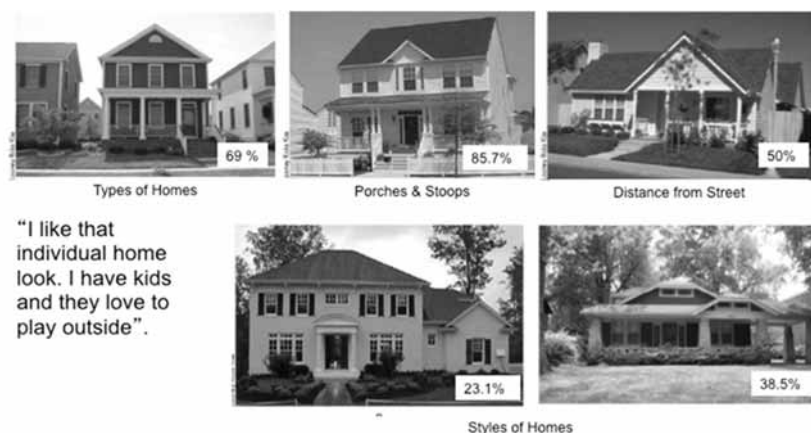 69 %
85.7%
50%
Types of Homes
Porches & Stoops
Distance from Street
“I like that
individual home
look. I have kids
and they love to
play outside”.
23.1%
38.5%
Styles of Homes